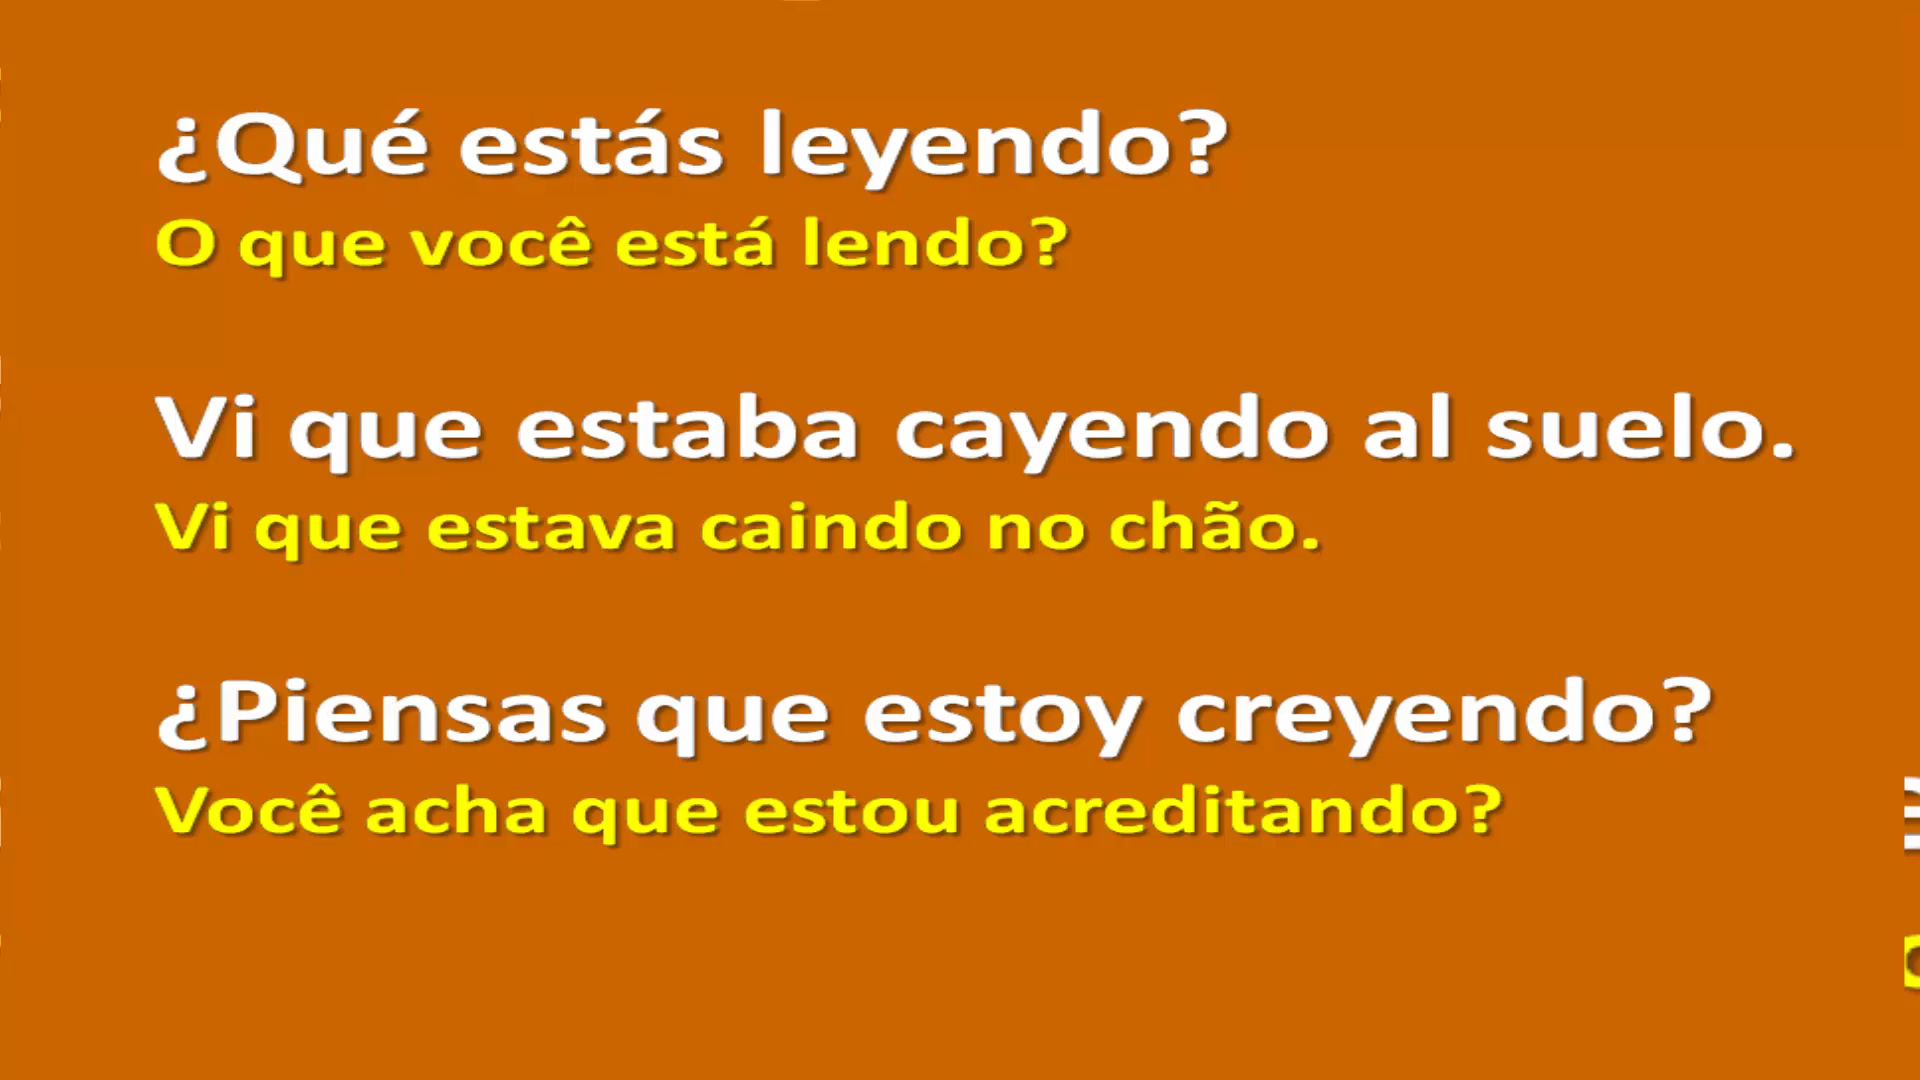 ¿Qué estás leyendo?
O que você está lendo?
Vi que estaba cayendo al suelo.
Vi que estava caindo no chão.
¿Piensas que estoy creyendo?
Você acha que estou acreditando?